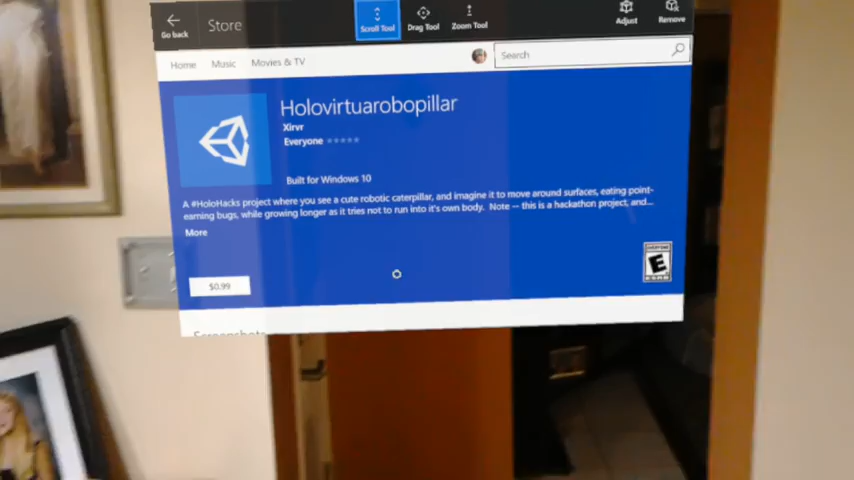 Go back
Store
Scroll Tool
Drag Tool
Zoom Tool
Adjust
Remove
Home
Music
Movies & TV
Search
Holovirtuarobopillar
Xirvr
Everyone
Built for Windows 10
A #HoloHacks project where you see a cute robotic caterpillar, and imagine it to move around surfaces, eating point-
earning bugs, while growing longer as it tries not to run into it's own body. Note -- this is a hackathon project, and...
More
$0.99
EVERYONE
E
Screenshots